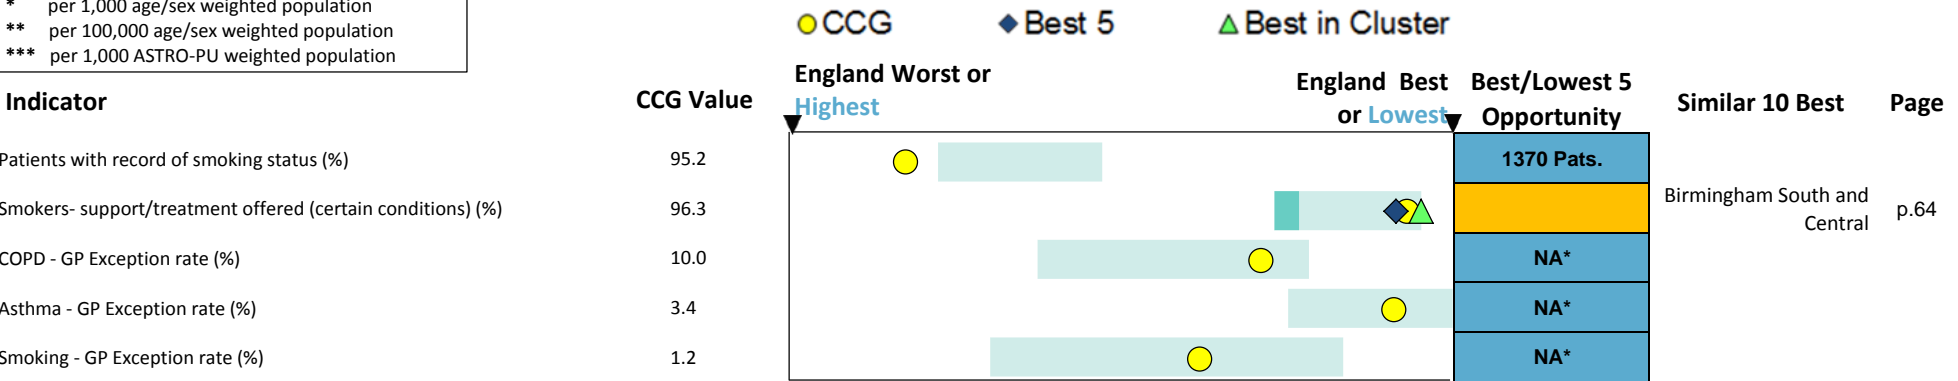 * per 1,000 age/sex weighted population
** per 100,000 age/sex weighted population
*** per 1,000 ASTRO-PU weighted population
CCG Best 5 Best in Cluster
Indicator CCG Value England Worst or Highest England Best or Lowest Best/Lowest 5 Opportunity Similar 10 Best Page
Patients with record of smoking status (%) 95.2 1370 Pats.
Smokers- support/treatment offered (certain conditions) (%) 96.3 Birmingham South and Central p.64
COPD - GP Exception rate (%) 10.0 NA*
Asthma - GP Exception rate (%) 3.4 NA*
Smoking - GP Exception rate (%) 1.2 NA*